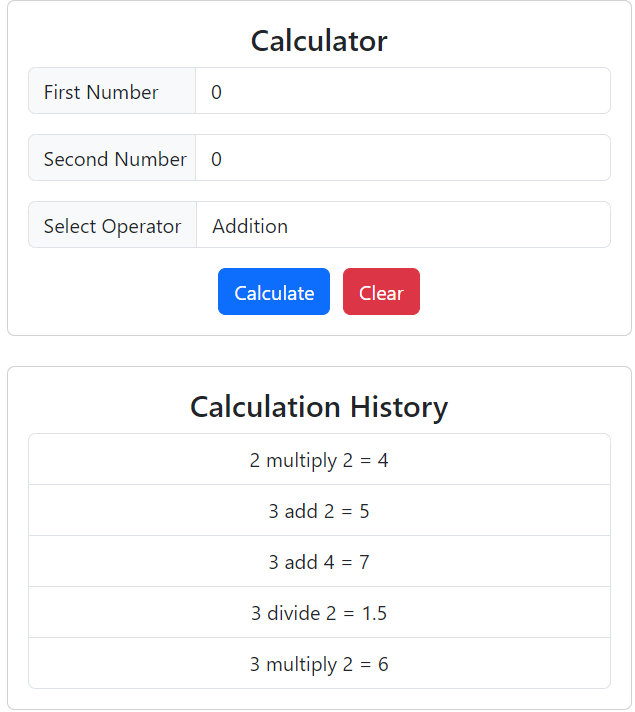 Calculator
First Number 0
Second Number 0
Select Operator Addition
Calculate Clear
Calculation History
2 multiply 2 = 4
3 add 2 = 5
3 add 4 = 7
3 divide 2 = 1.5
3 multiply 2 = 6